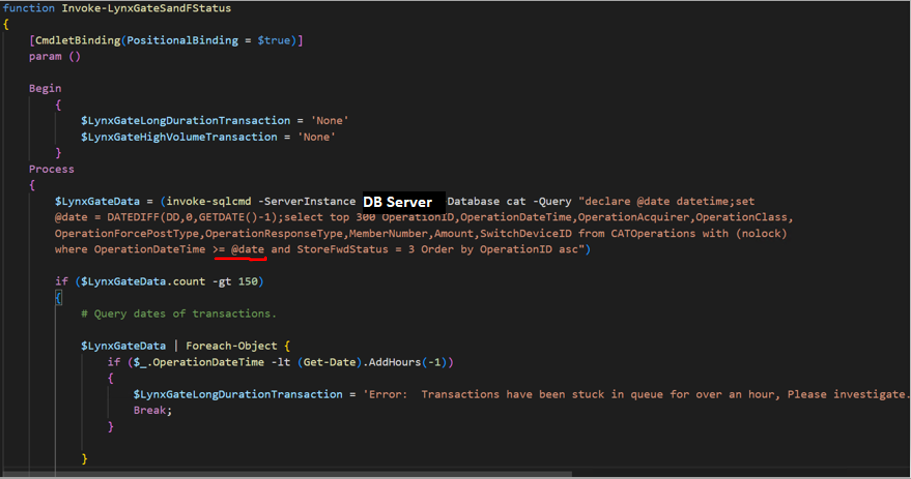 function Invoke-LynxGateSandFStatus
{
[CmdletBinding(PositionalBinding = $true)]
param ()
Begin
{
$LynxGateLongDurationTransaction = 'None'
$LynxGateHighVolumeTransaction = 'None'
}
Process
{
$LynxGateData = (invoke-sqlcmd -ServerInstance DB Server Database cat -Query "declare @date datetime;set
@date = DATEDIFF(DD,0,GETDATE()-1);select top 300 OperationID,OperationDateTime,OperationAcquirer,OperationClass,
OperationForcePostType,OperationResponseType,MemberNumber,Amount,SwitchDeviceID from CATOperations with (nolock)
where OperationDateTime >= @date and StoreFwdStatus = 3 Order by OperationID asc")
if ($LynxGateData.count -gt 150)
{
# Query dates of transactions.
$LynxGateData | Foreach-Object {
if ($_.OperationDateTime -lt (Get-Date).AddHours(-1))
{
$LynxGateLongDurationTransaction = 'Error:  Transactions have been stuck in queue for over an hour, Please investigate.
Break;
}
}